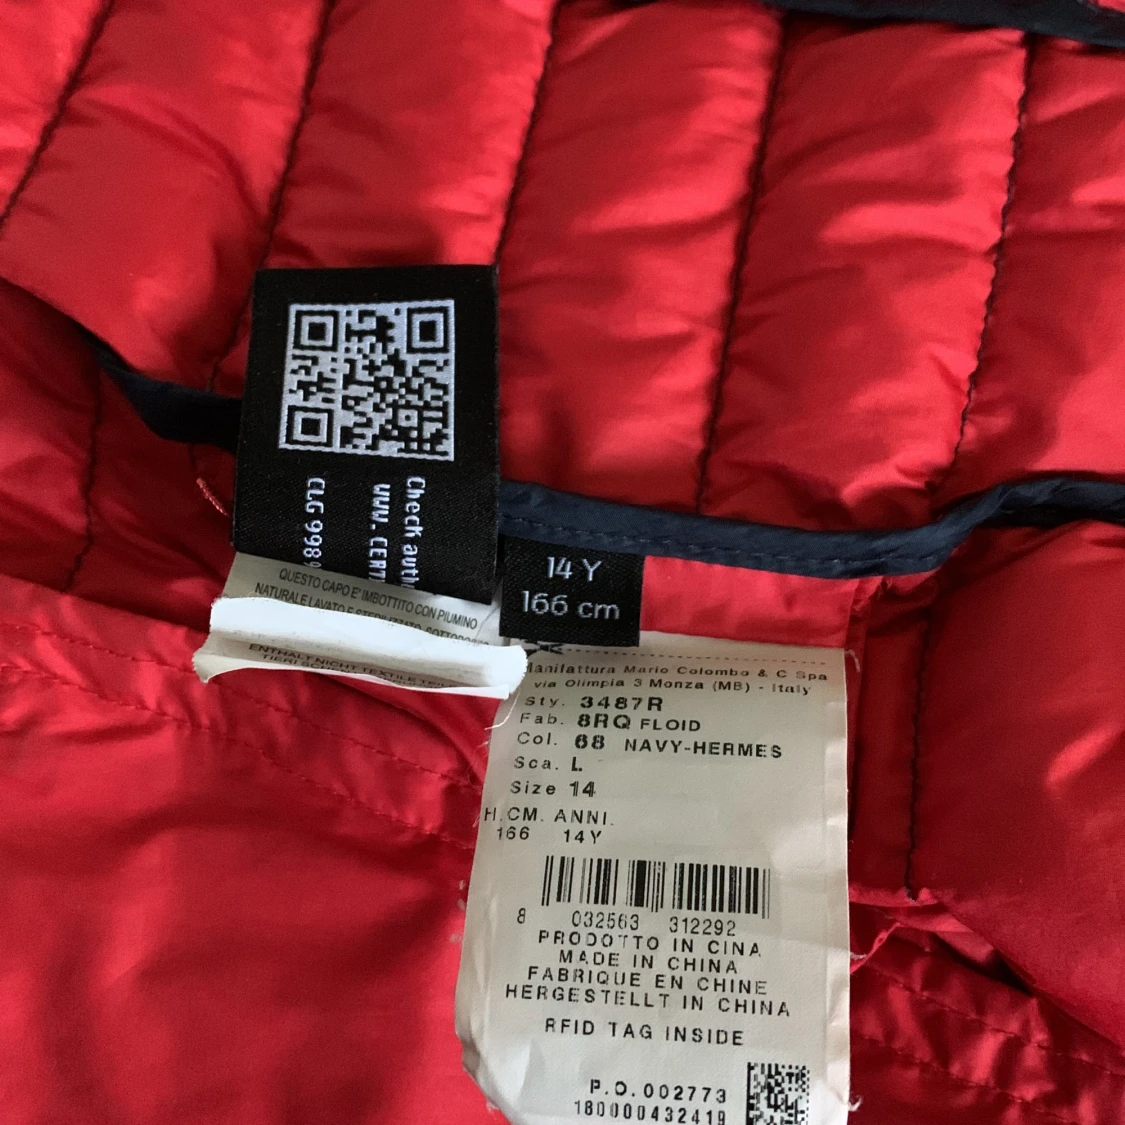 Check auth
WWW. CERT
CLG 9989
QUESTO CAPO E' IMBOTTITO CON PIUMINO
NATURALE LAVATO E STERILIZZATO.
ENTHÄLT NICHT TEXTILE
14 Y
166 cm
Manifattura Mario Colombo & C Spa
via Olimpia 3 Monza (MB) - Italy
Sty. 3487R
Fab. 8RQ FLOID
Col. 68 NAVY-HERMES
Sca. L
Size 14
H.CM. ANNI.
166 14Y
8 032563 312292
PRODOTTO IN CINA
MADE IN CHINA
FABRIQUE EN CHINE
HERGESTELLT IN CHINA
RFID TAG INSIDE
P.O. 002773
180000432419